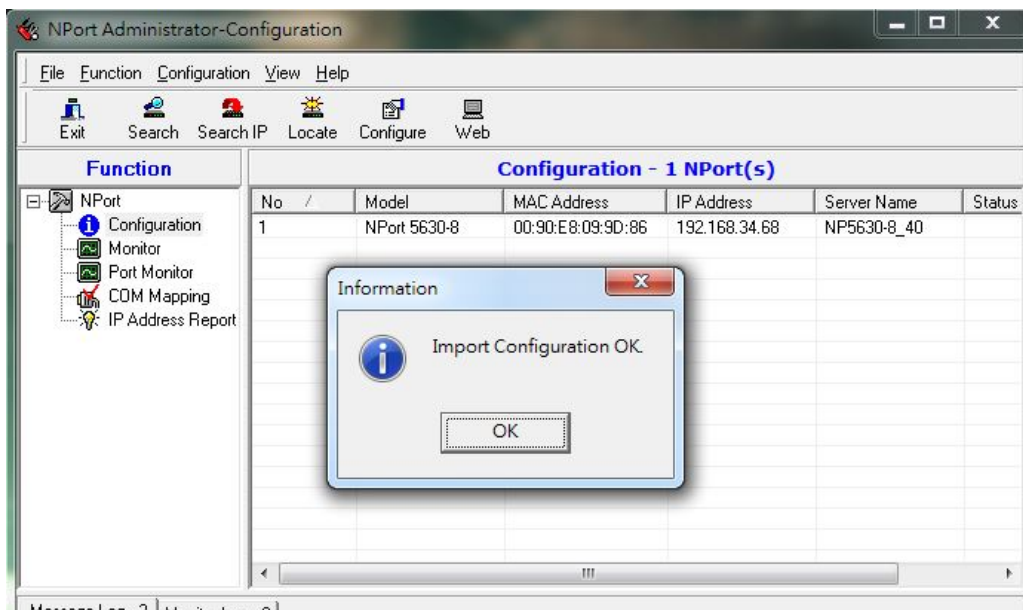 NPort Administrator-Configuration
File Function Configuration View Help
Exit Search Search IP Locate Configure Web
Function
Configuration - 1 NPort(s)
NPort
Configuration
Monitor
Port Monitor
COM Mapping
IP Address Report
No Model MAC Address IP Address Server Name Status
1 NPort 5630-8 00:90:E8:09:9D:86 192.168.34.68 NP5630-8_40
Information
Import Configuration OK.
OK